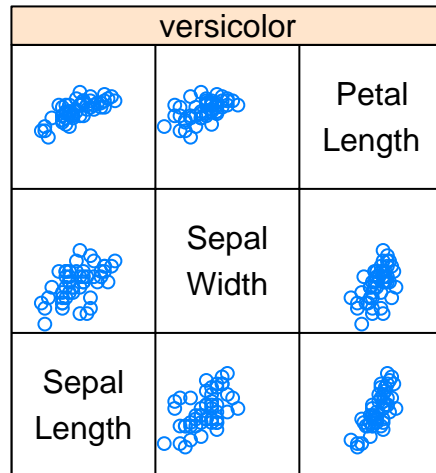 versicolor
Petal
Length
Sepal
Width
Sepal
Length